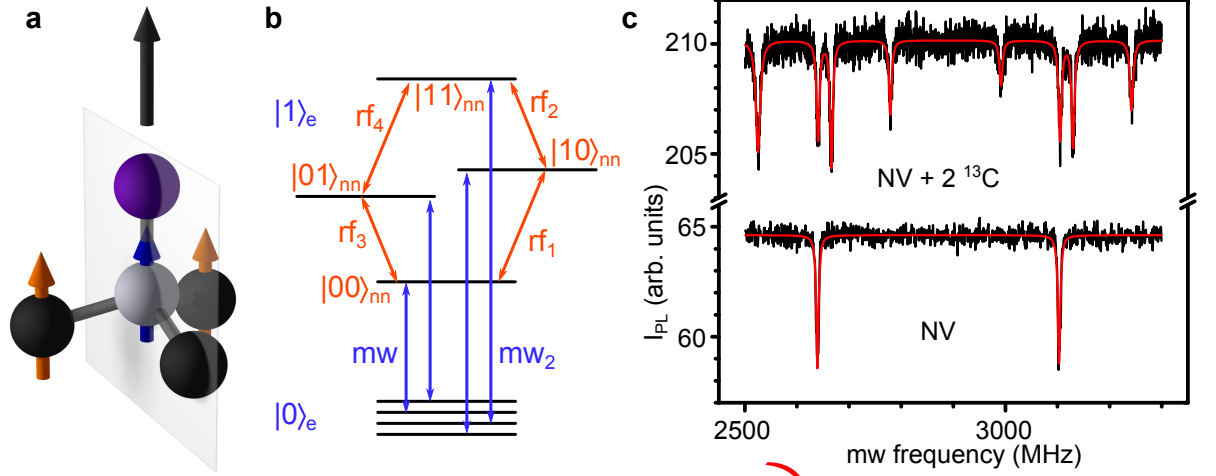 a
b
c
|1⟩e
|11⟩nn
rf4
rf2
|01⟩nn
|10⟩nn
rf3
rf1
|00⟩nn
mw
mw2
|0⟩e
IPL (arb. units)
210
205
65
60
NV + 2 13C
NV
2500
3000
mw frequency (MHz)